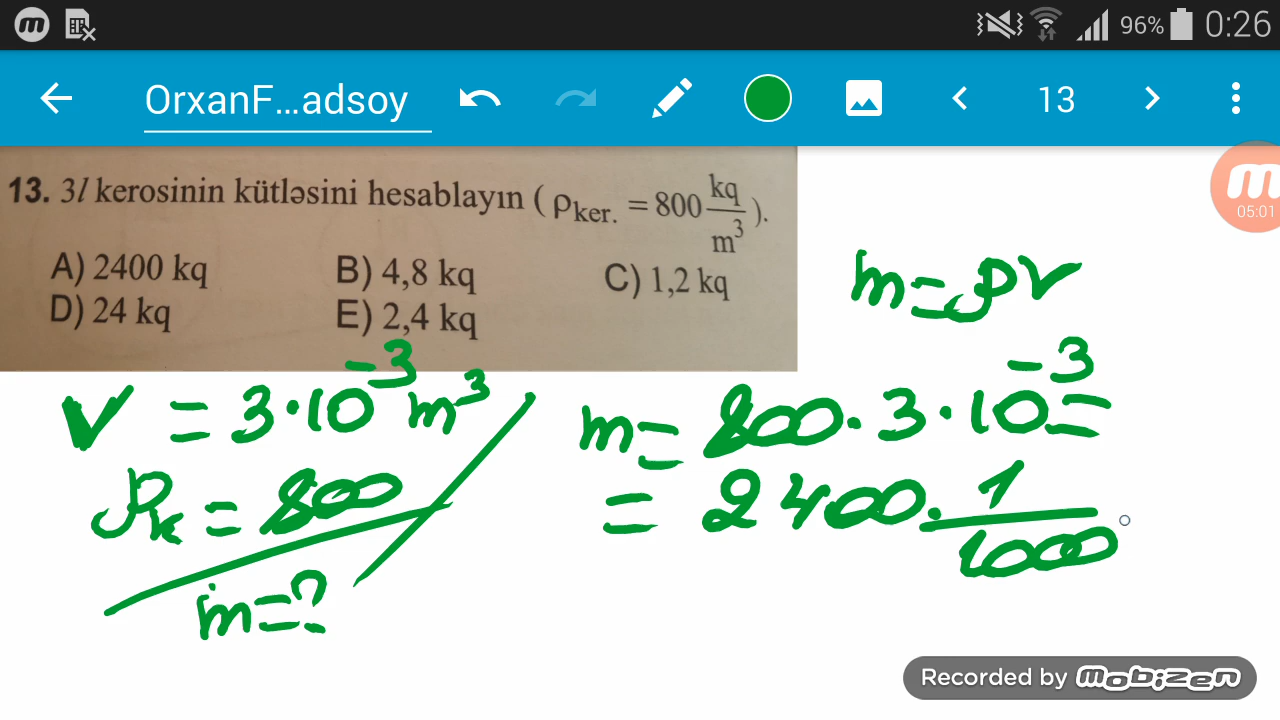 96% 0:26
OrxanF...adsoy 13
05:01
13. 3l kerosinin kütləsini hesablayın ( ρker. = 800 kq/m³ ).
A) 2400 kq B) 4,8 kq C) 1,2 kq
D) 24 kq E) 2,4 kq
m=ρv
V = 3·10⁻³ m³
ρk = 800
m=?
m=800·3·10⁻³=
= 2400·1/1000
Recorded by mobizen